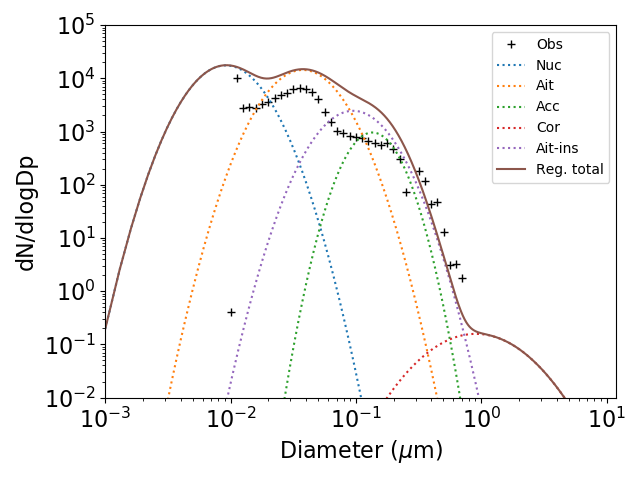 10⁵
10⁴
10³
10²
10¹
10⁰
10⁻¹
10⁻²
dN/dlogDp
10⁻³ 10⁻² 10⁻¹ 10⁰ 10¹
Diameter (μm)
Obs
Nuc
Ait
Acc
Cor
Ait-ins
Reg. total